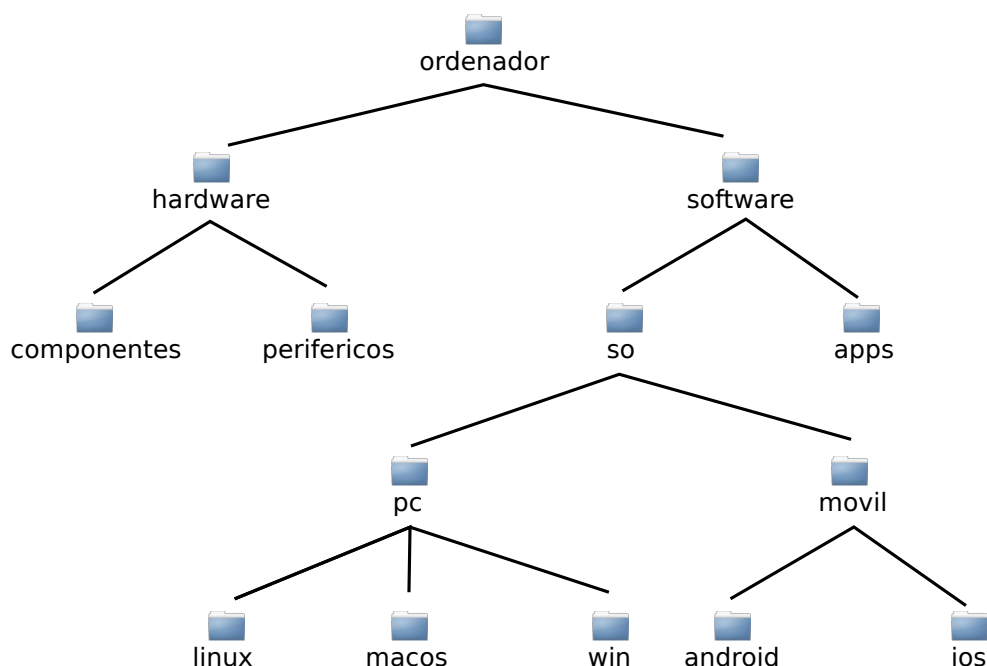 ordenador
hardware
software
componentes
perifericos
so
apps
pc
movil
linux
macos
win
android
ios